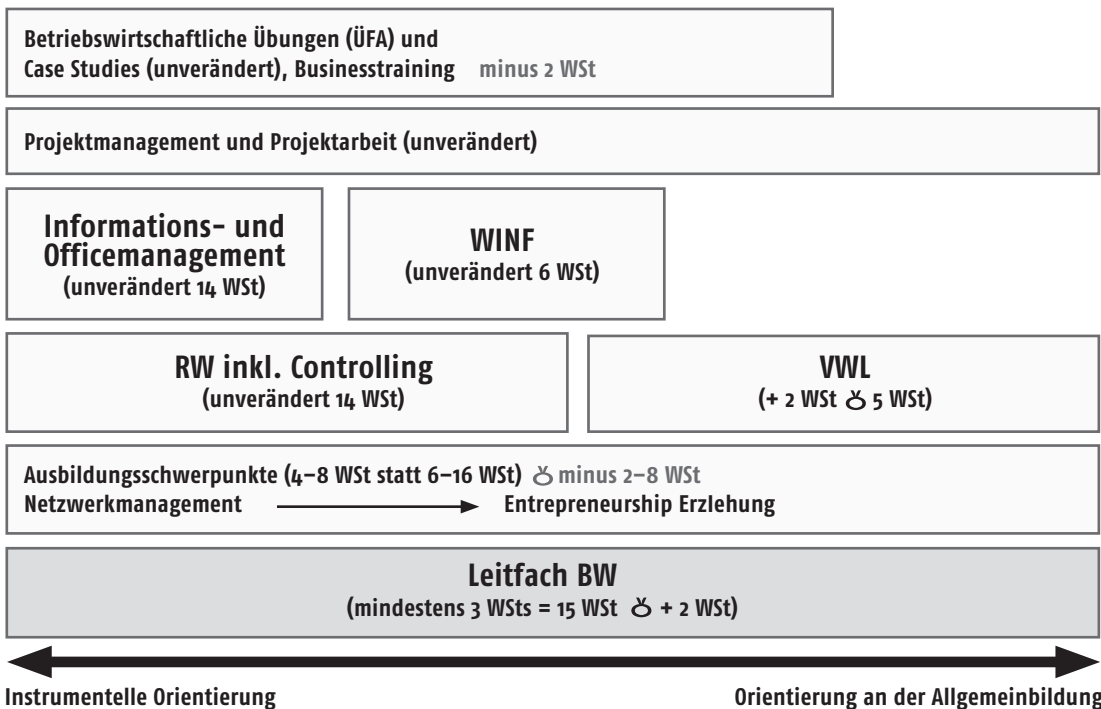 Betriebswirtschaftliche Übungen (ÜFA) und
Case Studies (unverändert), Businesstraining minus 2 WSt
Projektmanagement und Projektarbeit (unverändert)
Informations- und
Officemanagement
(unverändert 14 WSt)
WINF
(unverändert 6 WSt)
RW inkl. Controlling
(unverändert 14 WSt)
VWL
(+ 2 WSt 5 WSt)
Ausbildungsschwerpunkte (4–8 WSt statt 6–16 WSt) minus 2–8 WSt
Netzwerkmanagement Entrepreneurship Erzlehung
Leitfach BW
(mindestens 3 WSts = 15 WSt + 2 WSt)
Instrumentelle Orientierung
Orientierung an der Allgemeinbildung